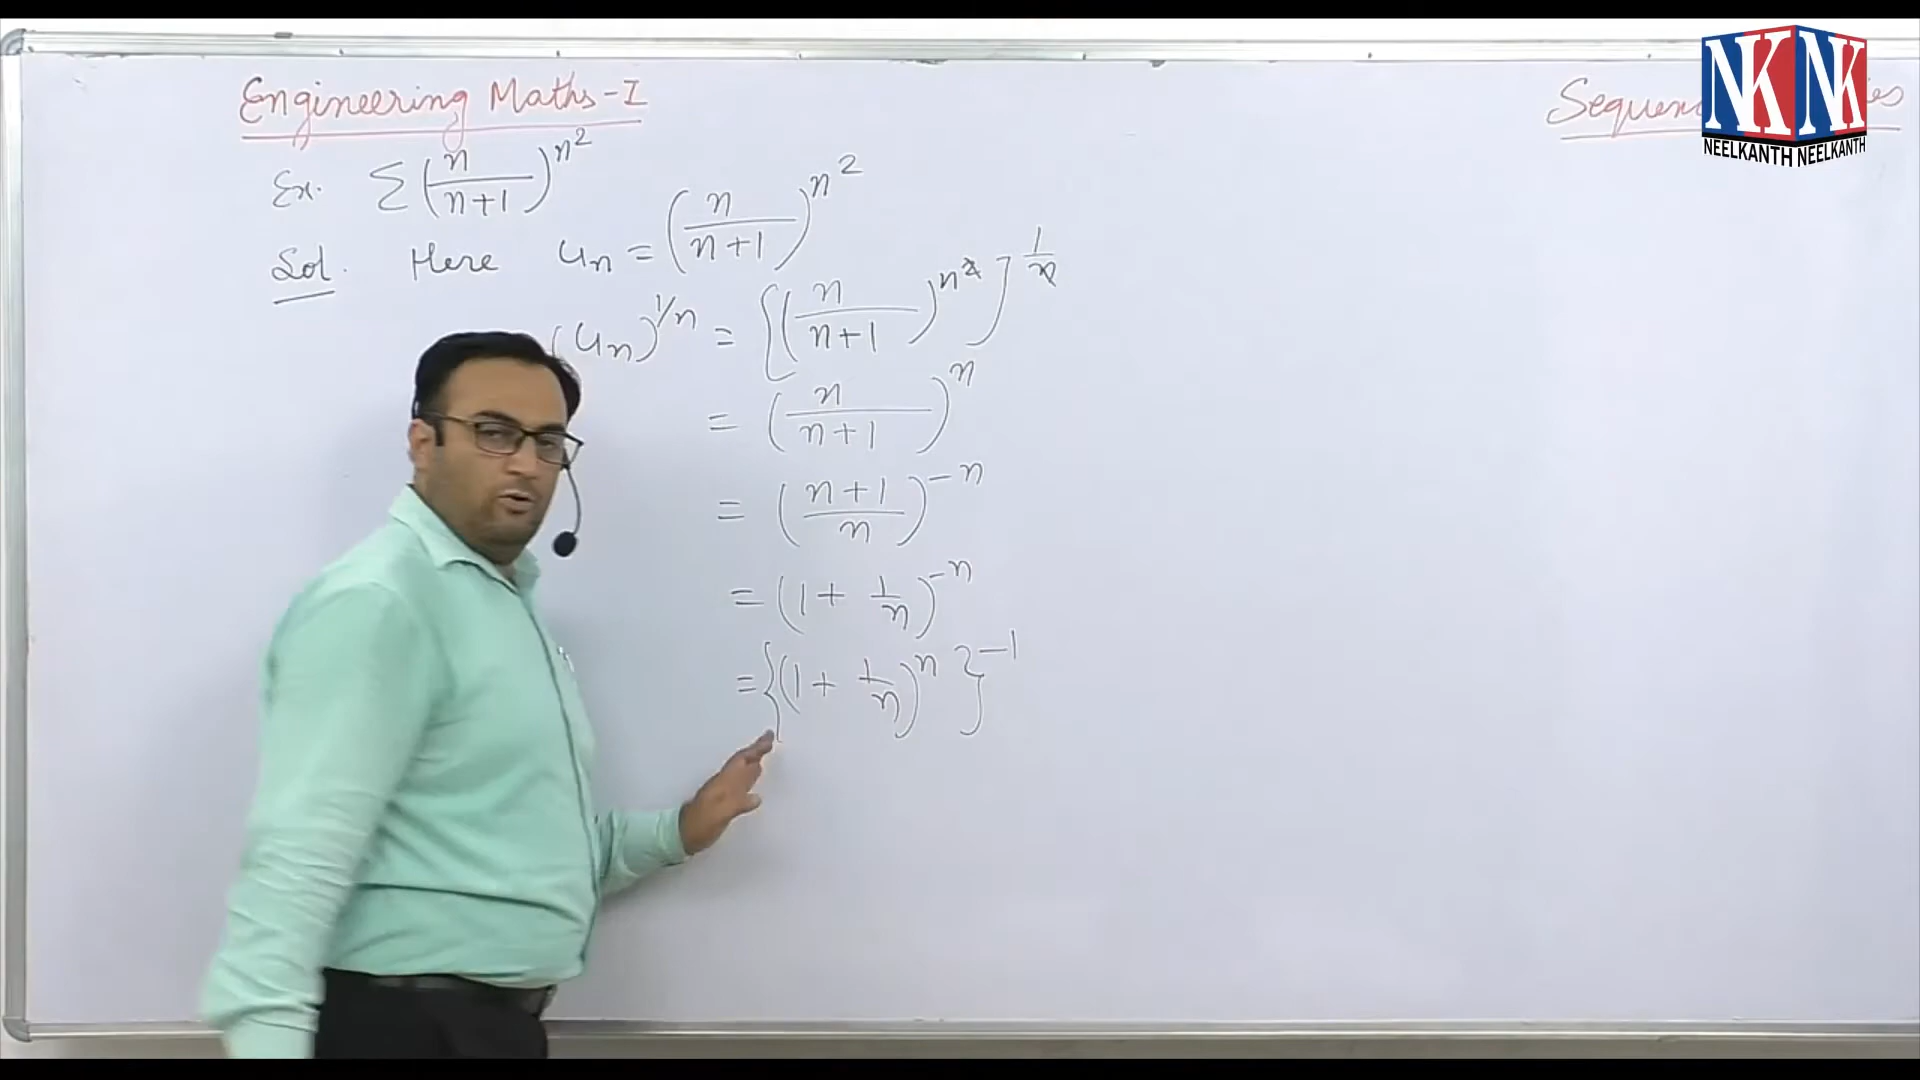 Engineering Maths-I
Ex. Σ(n/(n+1))^n^2
Sol. Here u_n = (n/(n+1))^n^2
(u_n)^1/n = {(n/(n+1))^n^2}^1/n
= (n/(n+1))^n
= ((n+1)/n)^-n
= (1 + 1/n)^-n
= {(1 + 1/n)^n}^-1
NK NK
NEELKANTH NEELKANTH